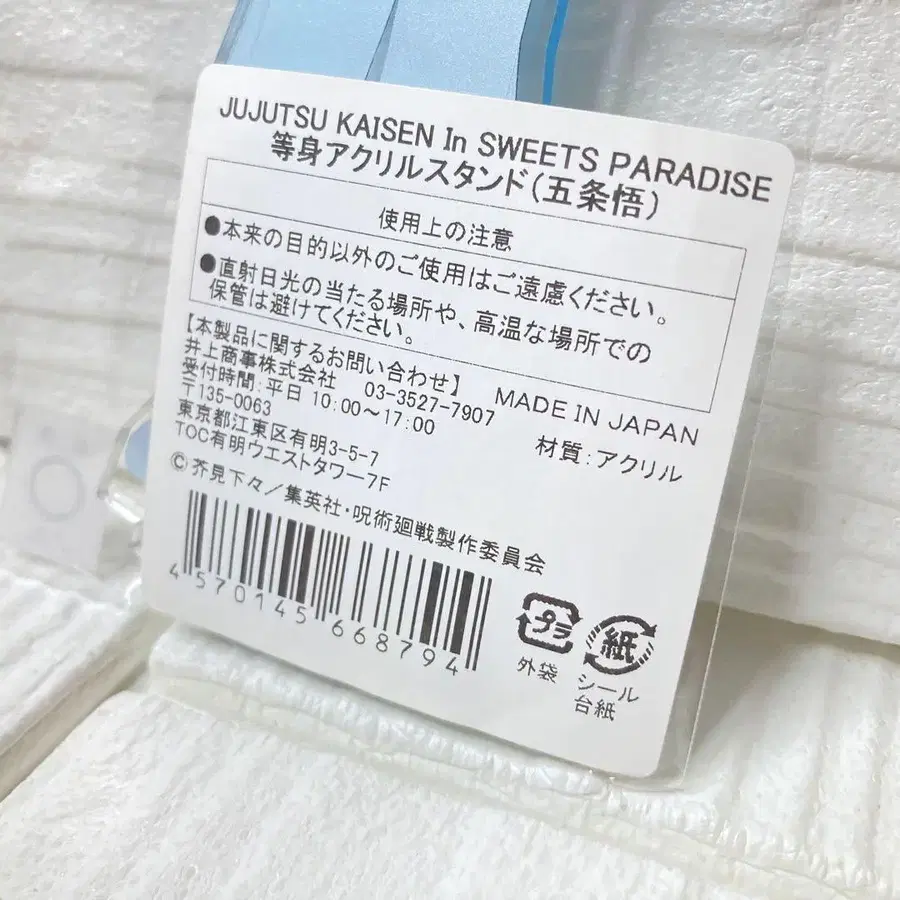 JUJUTSU KAISEN In SWEETS PARADISE
等身アクリルスタンド(五条悟)
使用上の注意
●本来の目的以外のご使用はご遠慮ください。
●直射日光の当たる場所や、高温な場所での
保管は避けてください。
【本製品に関するお問い合わせ】
井上商事株式会社 03-3527-7907
受付時間:平日 10:00～17:00
〒135-0063
東京都江東区有明3-5-7
TOC有明ウエストタワー7F
MADE IN JAPAN
材質:アクリル
©芥見下々/集英社・呪術廻戦製作委員会
4570145668794
プラ
外袋
紙
シール
台紙